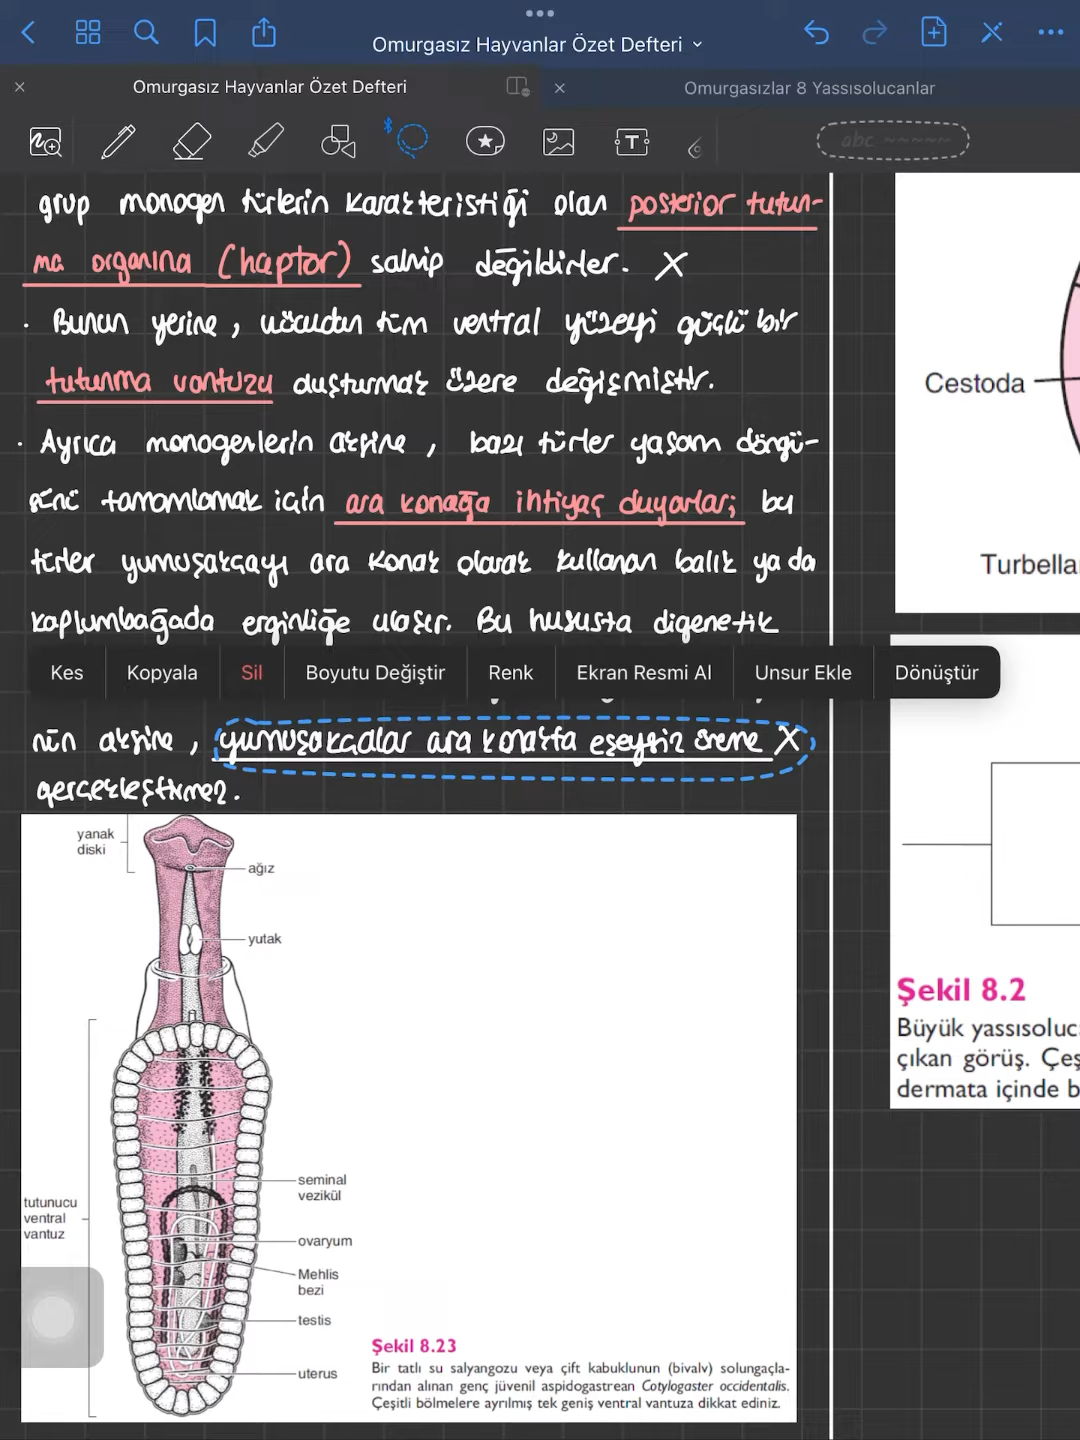 Omurgasız Hayvanlar Özet Defteri
Omurgasız Hayvanlar Özet Defteri
Omurgasızlar 8 Yassısolucanlar
abc
grup monogen türlerin karakteristiği olan posterior tutun-
ma organına (haptor) sahip değildirler. X
· Bunun yerine, vücudun tüm ventral yüzeyi güçlü bir
tutunma vantuzu oluşturmak üzere değişmiştir.
· Ayrıca monogenlerin aksine, bazı türler yaşam döngü-
sünü tamamlamak için ara konağa ihtiyaç duyarlar; bu
türler yumuşakçayı ara konak olarak kullanan balık ya da
kaplumbağada erginliğe ulaşır. Bu hususta digenetik
Kes Kopyala Sil Boyutu Değiştir Renk Ekran Resmi Al Unsur Ekle Dönüştür
nün aksine, yumuşakcalar ara konakta eşeysiz üreme X
gerçekleştirmez.
yanak
diski
ağız
yutak
seminal
vezikül
tutunucu
ventral
vantuz
ovaryum
Mehlis
bezi
testis
uterus
Şekil 8.23
Bir tatlı su salyangozu veya çift kabuklunun (bivalv) solungaçla-
rından alınan genç jüvenil aspidogastrean Cotylogaster occidentalis.
Çeşitli bölmelere ayrılmış tek geniş ventral vantuza dikkat ediniz.
Cestoda
Turbella
Şekil 8.2
Büyük yassısoluc
çıkan görüş. Çeş
dermata içinde b